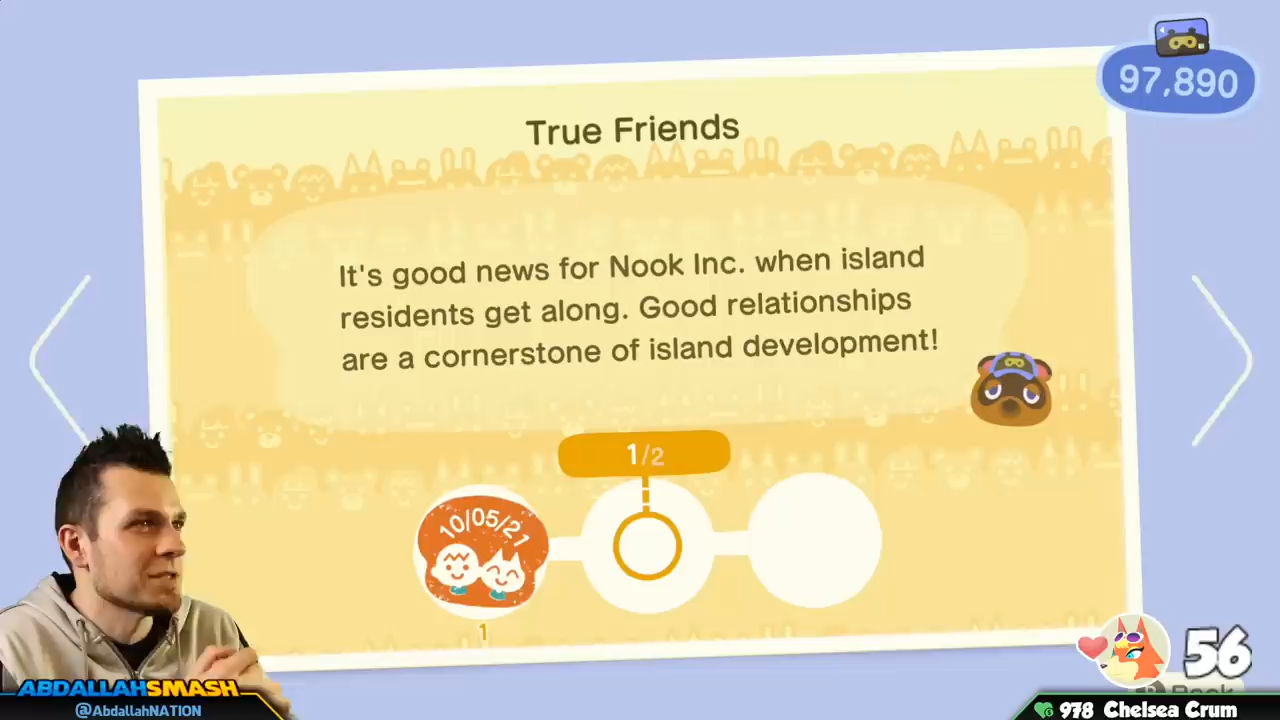 97,890
True Friends
It's good news for Nook Inc. when island
residents get along. Good relationships
are a cornerstone of island development!
1/2
10/05/21
1
56
Back
ABDALLAHSMASH
@AbdallahNATION
978 Chelsea Crum